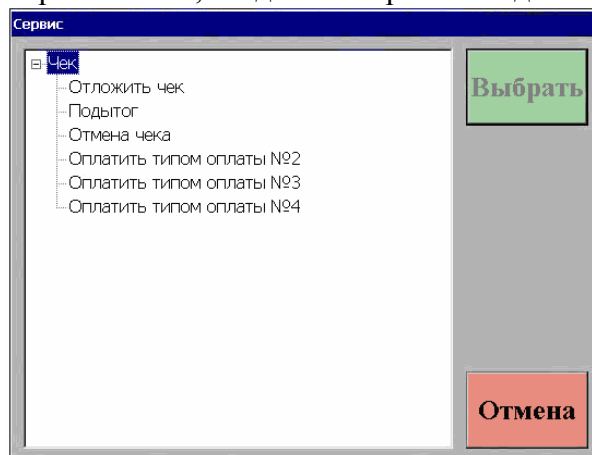 Сервис
Чек
Отложить чек
Подытог
Отмена чека
Оплатить типом оплаты №2
Оплатить типом оплаты №3
Оплатить типом оплаты №4
Выбрать
Отмена